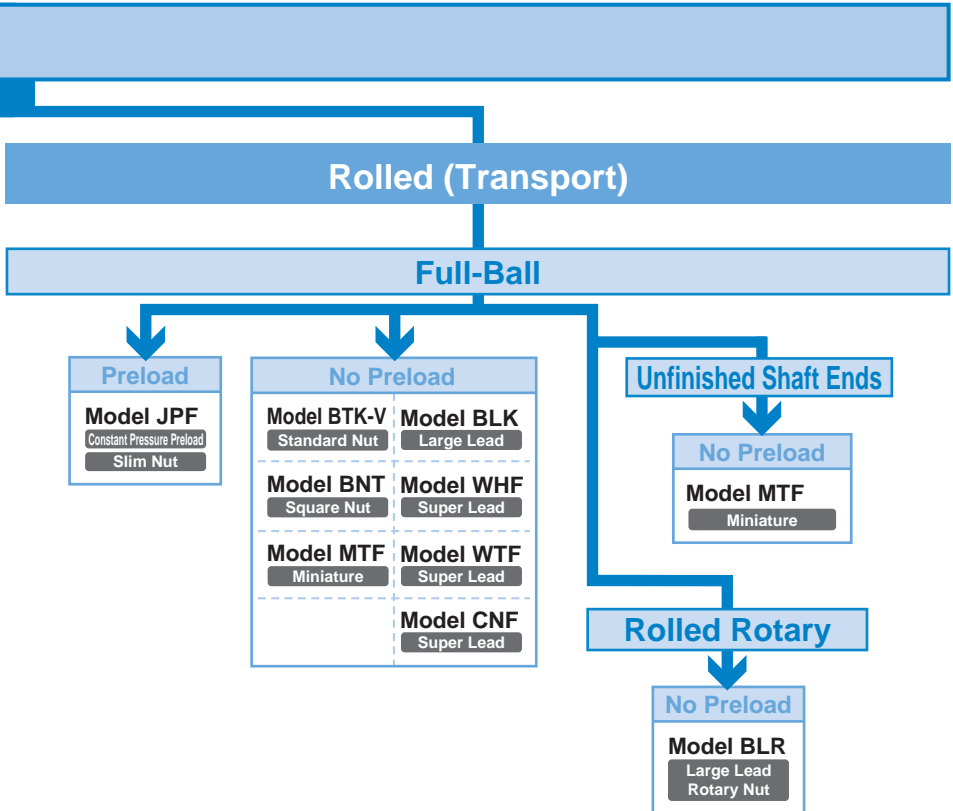 Rolled (Transport)
Full-Ball
Preload
Model JPF
Constant Pressure Preload
Slim Nut
No Preload
Model BTK-V
Standard Nut
Model BLK
Large Lead
Model BNT
Square Nut
Model WHF
Super Lead
Model MTF
Miniature
Model WTF
Super Lead
Model CNF
Super Lead
Unfinished Shaft Ends
No Preload
Model MTF
Miniature
Rolled Rotary
No Preload
Model BLR
Large Lead
Rotary Nut